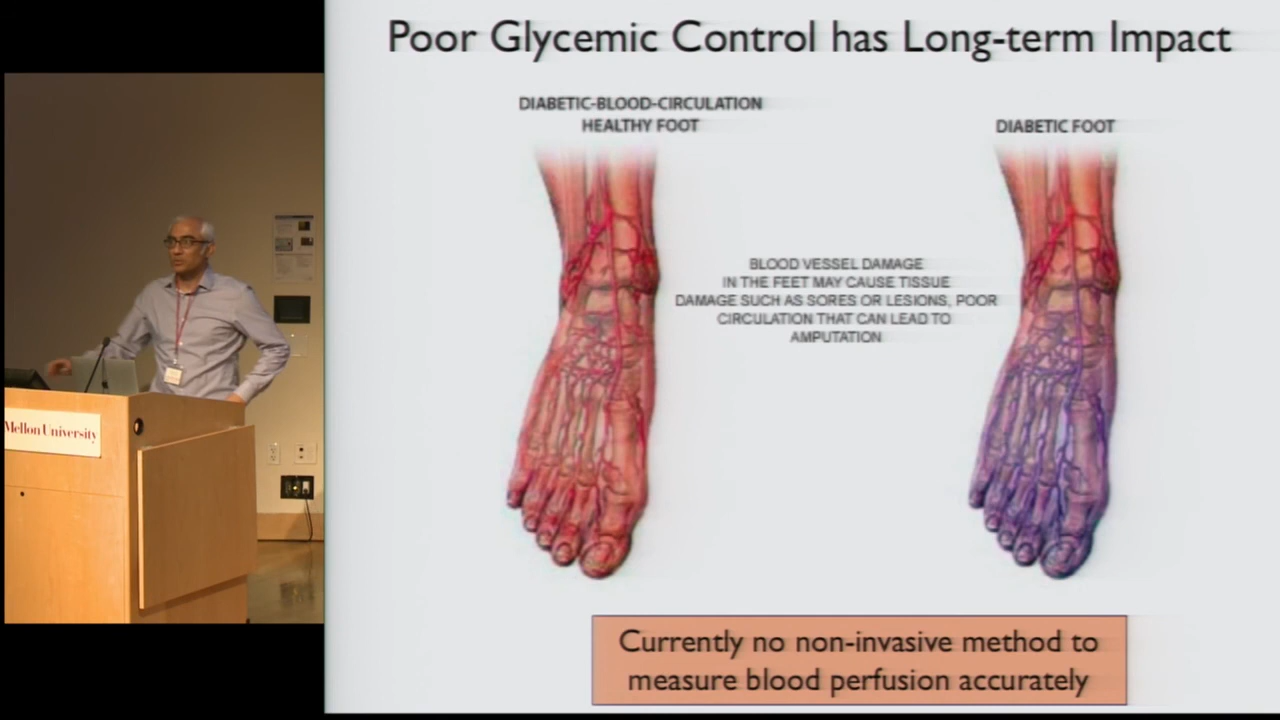 Poor Glycemic Control has Long-term Impact
DIABETIC-BLOOD-CIRCULATION
HEALTHY FOOT
DIABETIC FOOT
BLOOD VESSEL DAMAGE
IN THE FEET MAY CAUSE TISSUE
DAMAGE SUCH AS SORES OR LESIONS, POOR
CIRCULATION THAT CAN LEAD TO
AMPUTATION
Mellon University
Currently no non-invasive method to
measure blood perfusion accurately